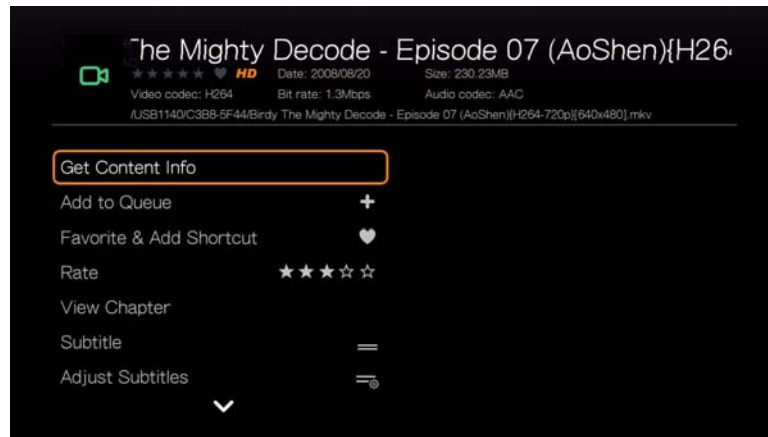 The Mighty Decode - Episode 07 (AoShen){H26
HD Date: 2008/08/20 Size: 230.23MB
Video codec: H264 Bit rate: 1.3Mbps Audio codec: AAC
/USB1140/C3B8-5F44/Birdy The Mighty Decode - Episode 07 (AoShen)(H264-720p)[640x480].mkv
Get Content Info
Add to Queue
Favorite & Add Shortcut
Rate
View Chapter
Subtitle
Adjust Subtitles